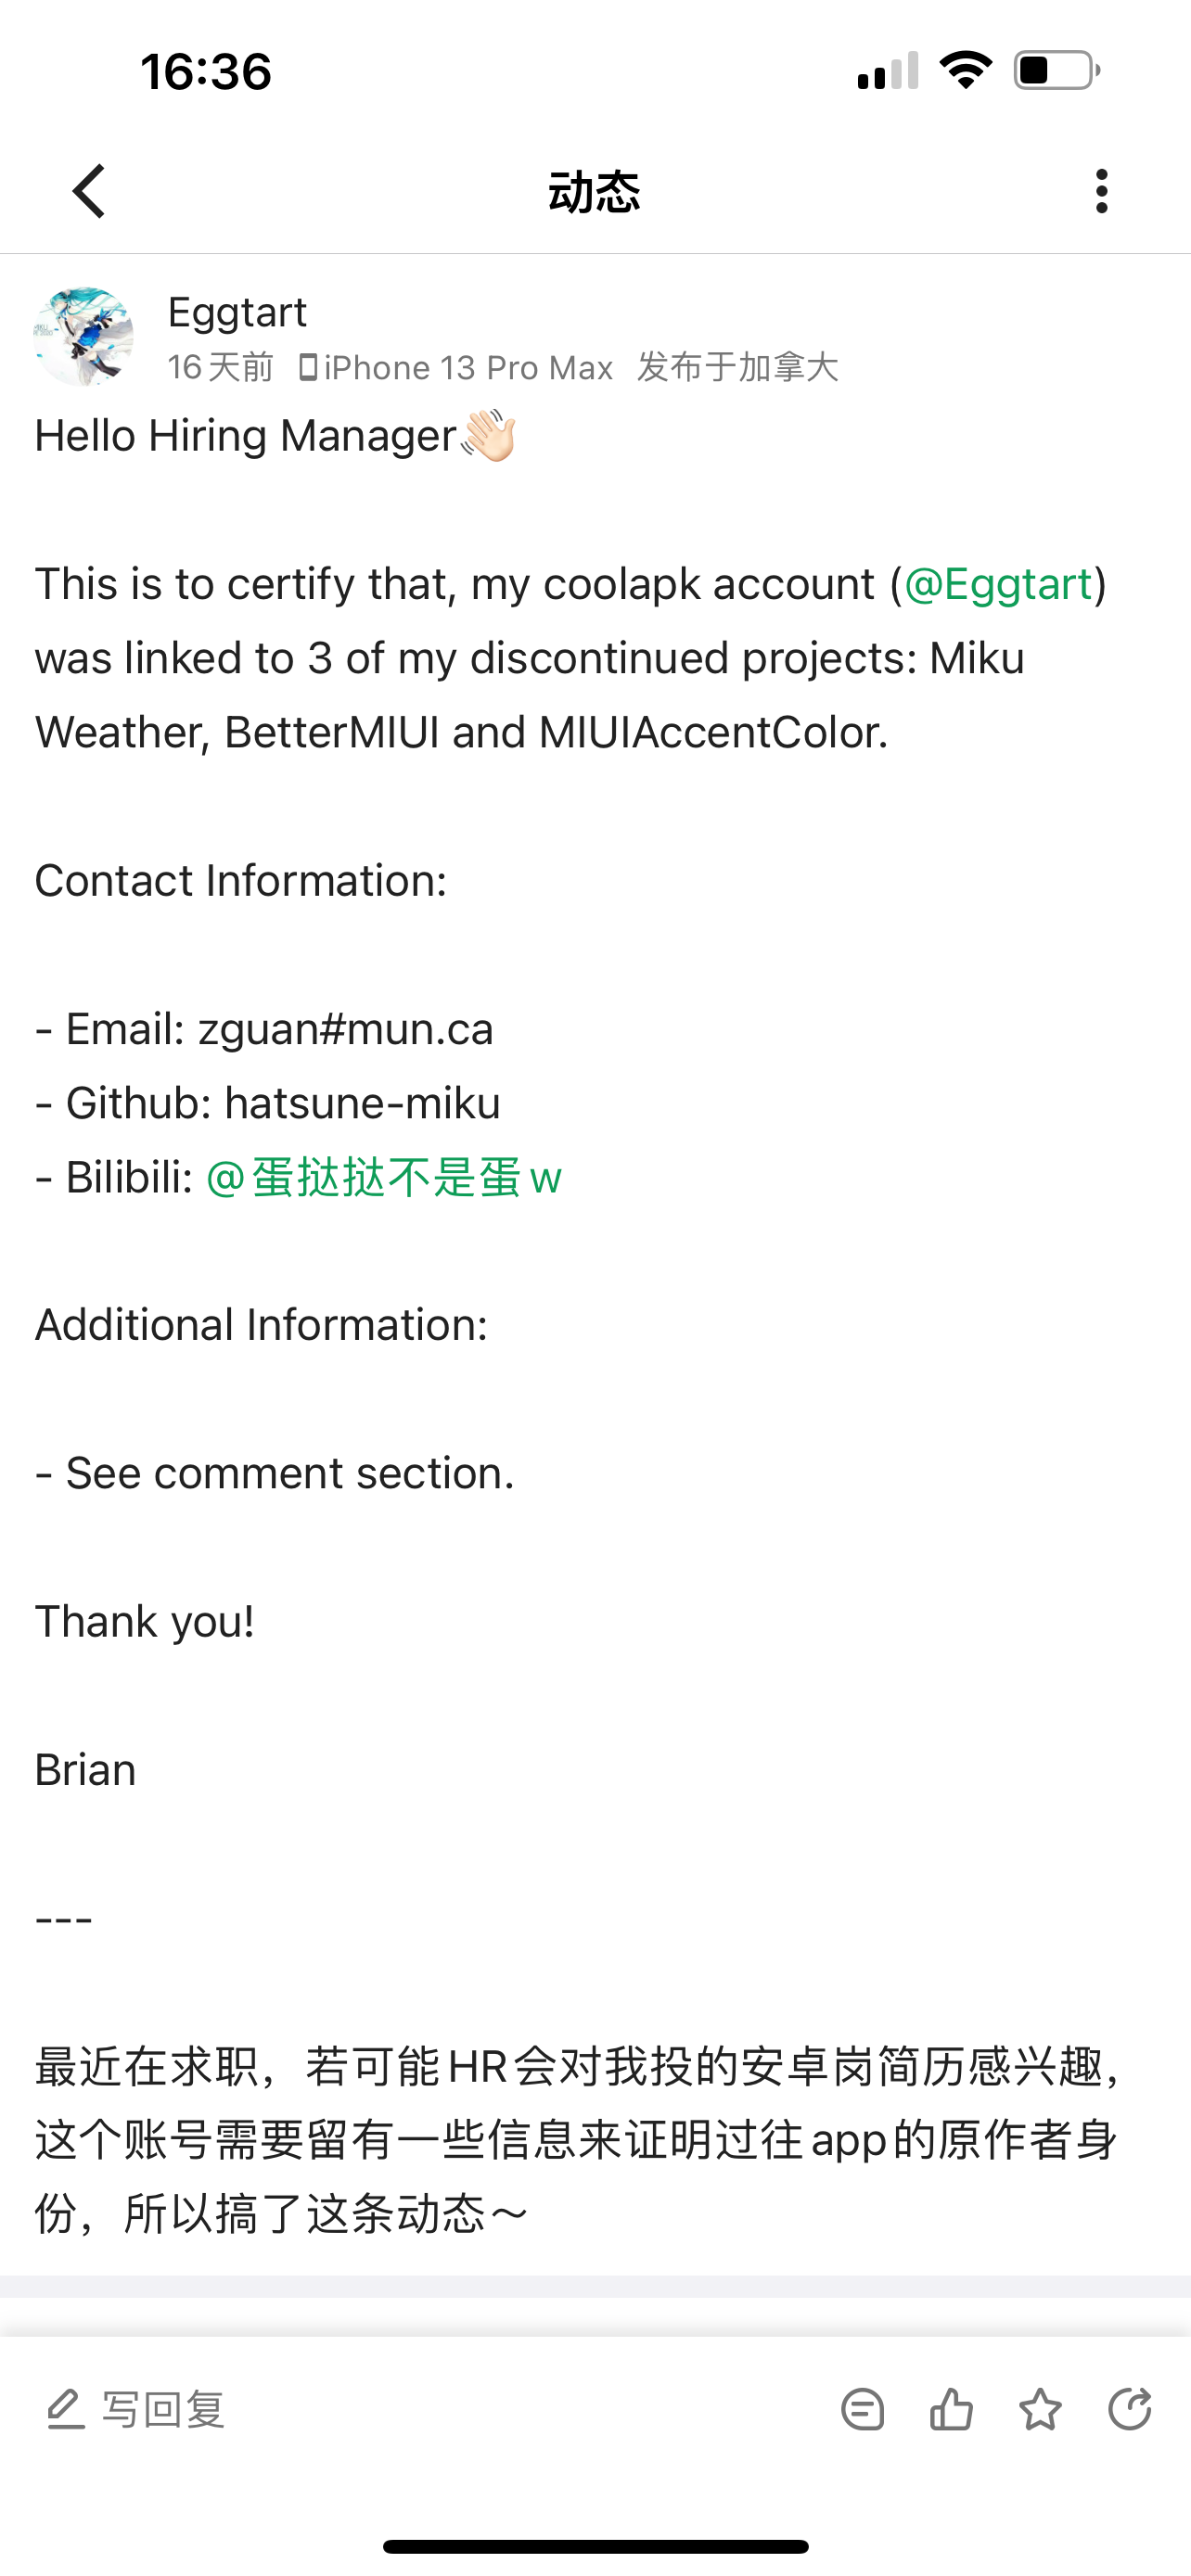 16:36
动态
Eggtart
16天前 iPhone 13 Pro Max 发布于加拿大
Hello Hiring Manager👋🏻
This is to certify that, my coolapk account (@Eggtart)
was linked to 3 of my discontinued projects: Miku
Weather, BetterMIUI and MIUIAccentColor.
Contact Information:
- Email: zguan#mun.ca
- Github: hatsune-miku
- Bilibili: @蛋挞挞不是蛋w
Additional Information:
- See comment section.
Thank you!
Brian
---
最近在求职，若可能HR会对我投的安卓岗简历感兴趣，
这个账号需要留有一些信息来证明过往app的原作者身
份，所以搞了这条动态～
写回复